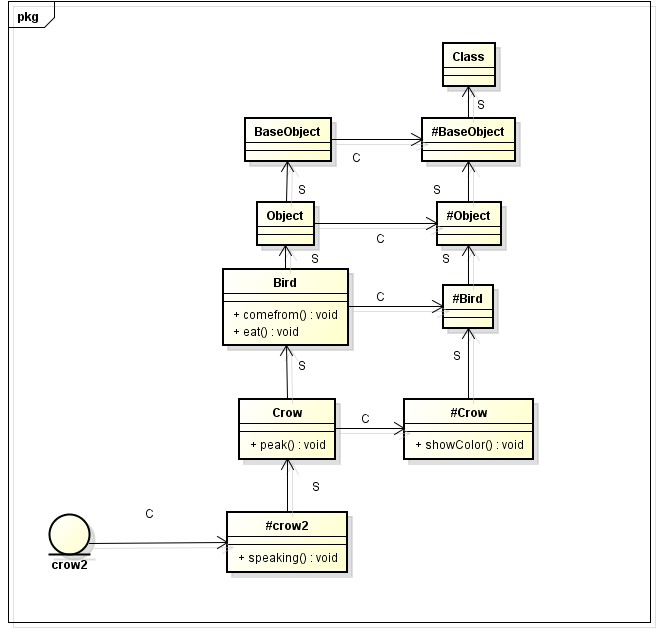 pkg
Class
S
BaseObject
#BaseObject
C
S
S
Object
#Object
C
S
S
Bird
+ comefrom() : void
+ eat() : void
C
#Bird
S
S
Crow
+ peak() : void
C
#Crow
+ showColor() : void
S
C
#crow2
+ speaking() : void
crow2